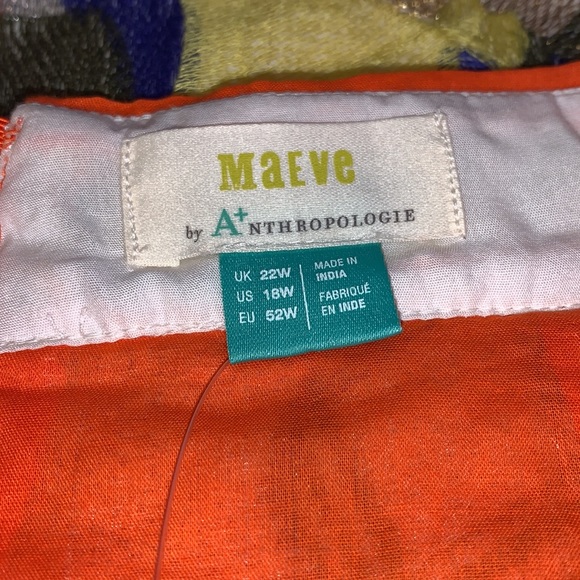 MaEVe
by A+NTHROPOLOGIE
UK 22W
US 18W
EU 52W
MADE IN
INDIA
FABRIQUÉ
EN INDE